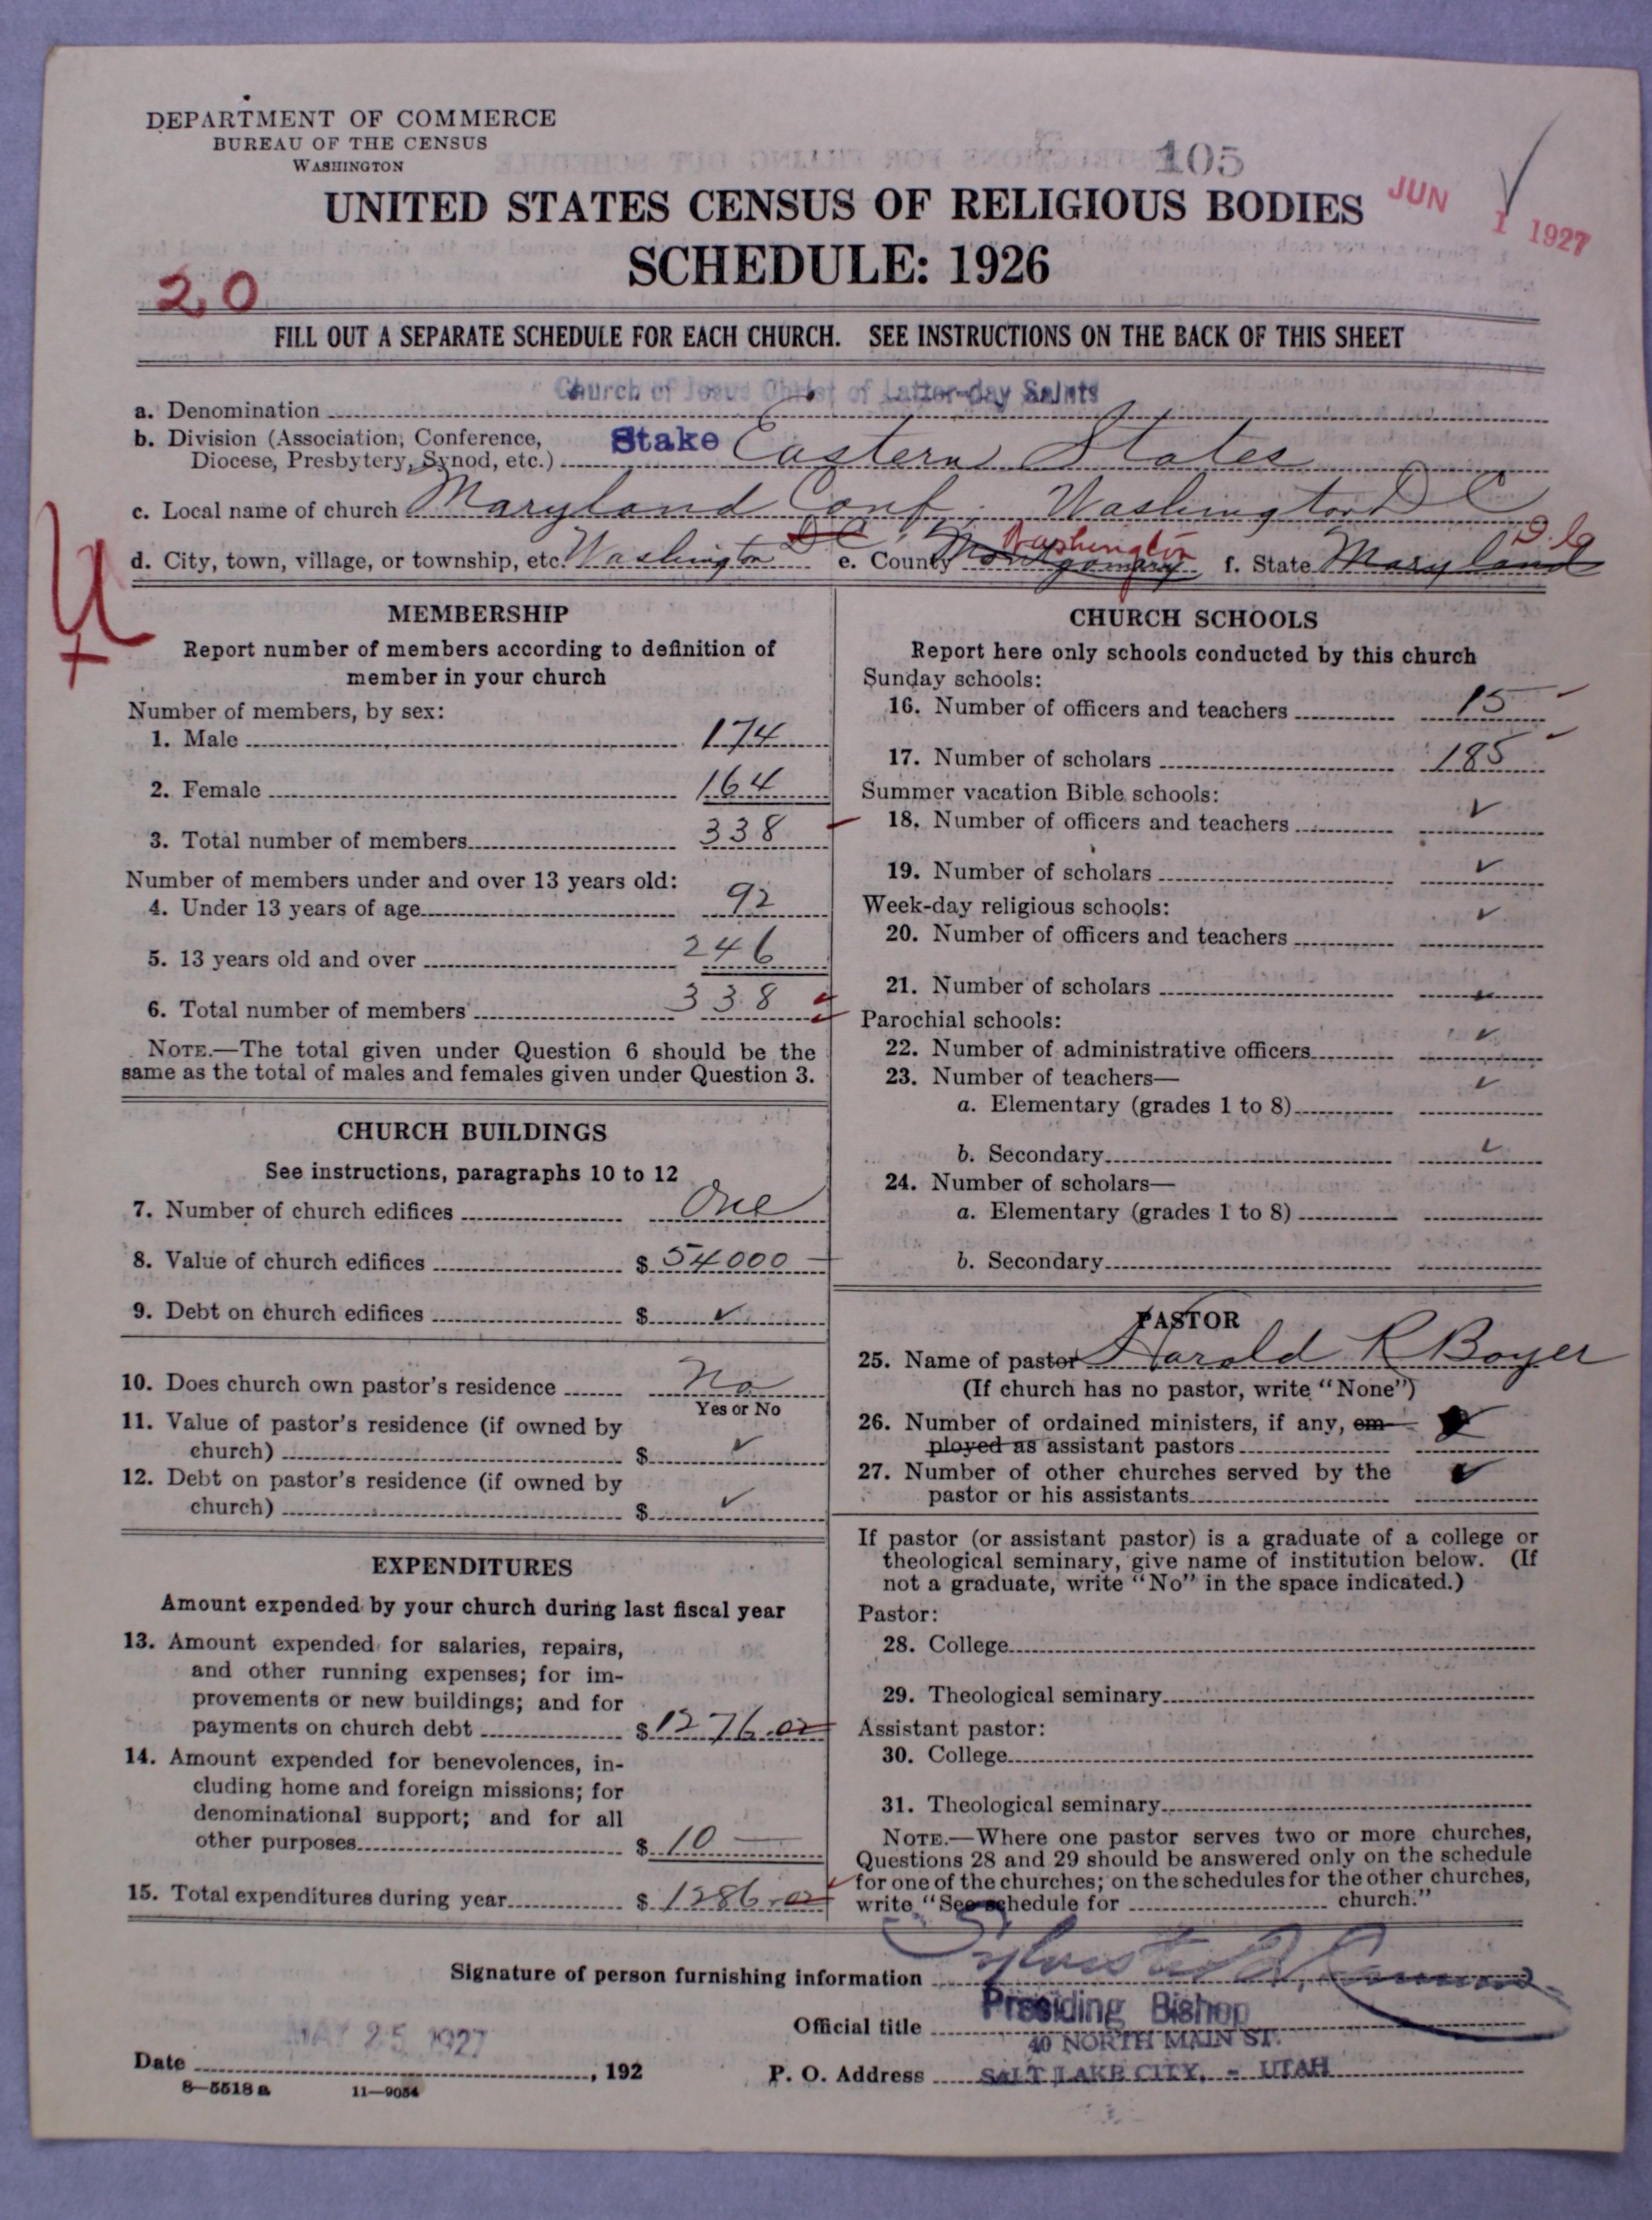 DEPARTMENT OF COMMERCE
BUREAU OF THE CENSUS
WASHINGTON
105
JUN 1 1927
UNITED STATES CENSUS OF RELIGIOUS BODIES
SCHEDULE: 1926
20
FILL OUT A SEPARATE SCHEDULE FOR EACH CHURCH. SEE INSTRUCTIONS ON THE BACK OF THIS SHEET
a. Denomination Church of Jesus Christ of Latter-day Saints
b. Division (Association, Conference, Diocese, Presbytery, Synod, etc.) Stake Eastern States
c. Local name of church Maryland Conf. Washington D C
d. City, town, village, or township, etc. Washington D C e. County Montgomery Washington f. State Maryland D.C.
U
MEMBERSHIP
Report number of members according to definition of
member in your church
Number of members, by sex:
1. Male 174
2. Female 164
3. Total number of members 338
Number of members under and over 13 years old:
4. Under 13 years of age 92
5. 13 years old and over 246
6. Total number of members 338
NOTE.—The total given under Question 6 should be the
same as the total of males and females given under Question 3.
CHURCH BUILDINGS
See instructions, paragraphs 10 to 12
7. Number of church edifices One
8. Value of church edifices $ 54000
9. Debt on church edifices $ ✓
10. Does church own pastor's residence No
Yes or No
11. Value of pastor's residence (if owned by
church) $ ✓
12. Debt on pastor's residence (if owned by
church) $ ✓
EXPENDITURES
Amount expended by your church during last fiscal year
13. Amount expended for salaries, repairs,
and other running expenses; for im-
provements or new buildings; and for
payments on church debt $ 1276.02
14. Amount expended for benevolences, in-
cluding home and foreign missions; for
denominational support; and for all
other purposes $ 10 —
15. Total expenditures during year $ 1286.02
CHURCH SCHOOLS
Report here only schools conducted by this church
Sunday schools:
16. Number of officers and teachers 15
17. Number of scholars 185
Summer vacation Bible schools:
18. Number of officers and teachers ✓
19. Number of scholars ✓
Week-day religious schools:
20. Number of officers and teachers ✓
21. Number of scholars ✓
Parochial schools:
22. Number of administrative officers ✓
23. Number of teachers—
a. Elementary (grades 1 to 8) ✓
b. Secondary ✓
24. Number of scholars—
a. Elementary (grades 1 to 8)
b. Secondary
PASTOR
25. Name of pastor Harold R Boyer
(If church has no pastor, write "None")
26. Number of ordained ministers, if any, em-
ployed as assistant pastors
27. Number of other churches served by the ✓
pastor or his assistants
If pastor (or assistant pastor) is a graduate of a college or
theological seminary, give name of institution below. (If
not a graduate, write "No" in the space indicated.)
Pastor:
28. College
29. Theological seminary
Assistant pastor:
30. College
31. Theological seminary
NOTE.—Where one pastor serves two or more churches,
Questions 28 and 29 should be answered only on the schedule
for one of the churches; on the schedules for the other churches,
write "See schedule for church."
Signature of person furnishing information Sylvester Q. Cannon
Official title Presiding Bishop
40 NORTH MAIN ST.
Date MAY 25 1927, 192
P. O. Address SALT LAKE CITY, - UTAH
8—5518 a 11—9054